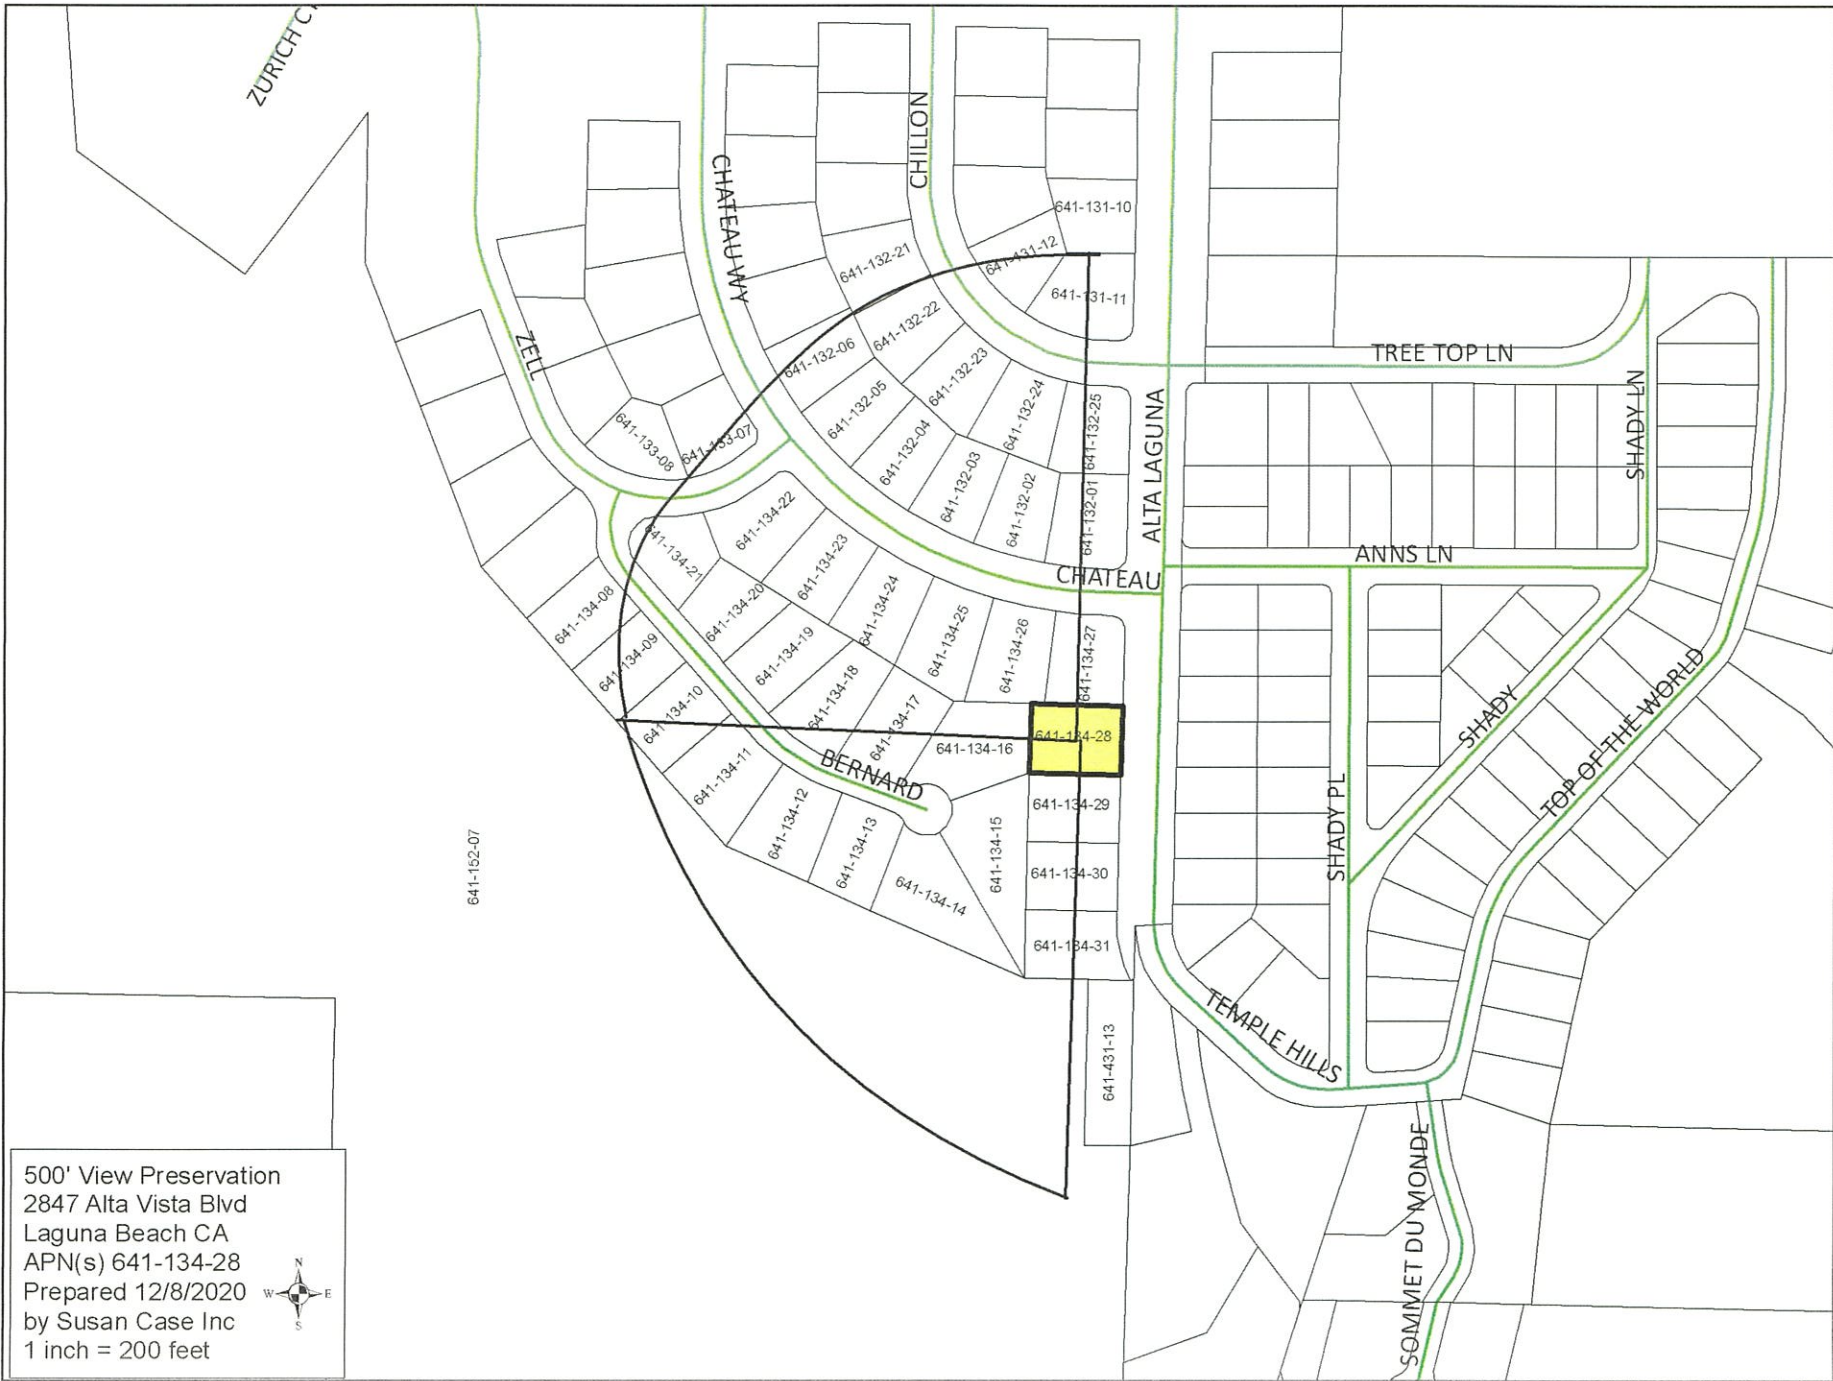 ZURICH C
CHATEAU WY
CHILLON
641-131-10
641-131-12
641-131-11
641-132-21
641-132-22
641-132-06
641-132-23
641-132-05
641-132-24
641-132-25
641-132-04
641-132-03
641-132-02
641-132-01
ZELL
641-133-08
641-133-07
TREE TOP LN
ALTA LAGUNA
SHADY LN
ANNS LN
CHATEAU
641-134-22
641-134-21
641-134-23
641-134-20
641-134-24
641-134-19
641-134-25
641-134-26
641-134-27
641-134-08
641-134-09
641-134-10
641-134-18
641-134-17
641-134-16
641-134-28
641-134-11
BERNARD
641-134-12
641-134-13
641-134-14
641-134-15
641-134-29
641-134-30
641-134-31
SHADY
SHADY PL
TOP OF THE WORLD
641-152-07
641-431-13
TEMPLE HILLS
SOMMET DU MONDE
500' View Preservation
2847 Alta Vista Blvd
Laguna Beach CA
APN(s) 641-134-28
Prepared 12/8/2020
by Susan Case Inc
1 inch = 200 feet
N
W
E
S